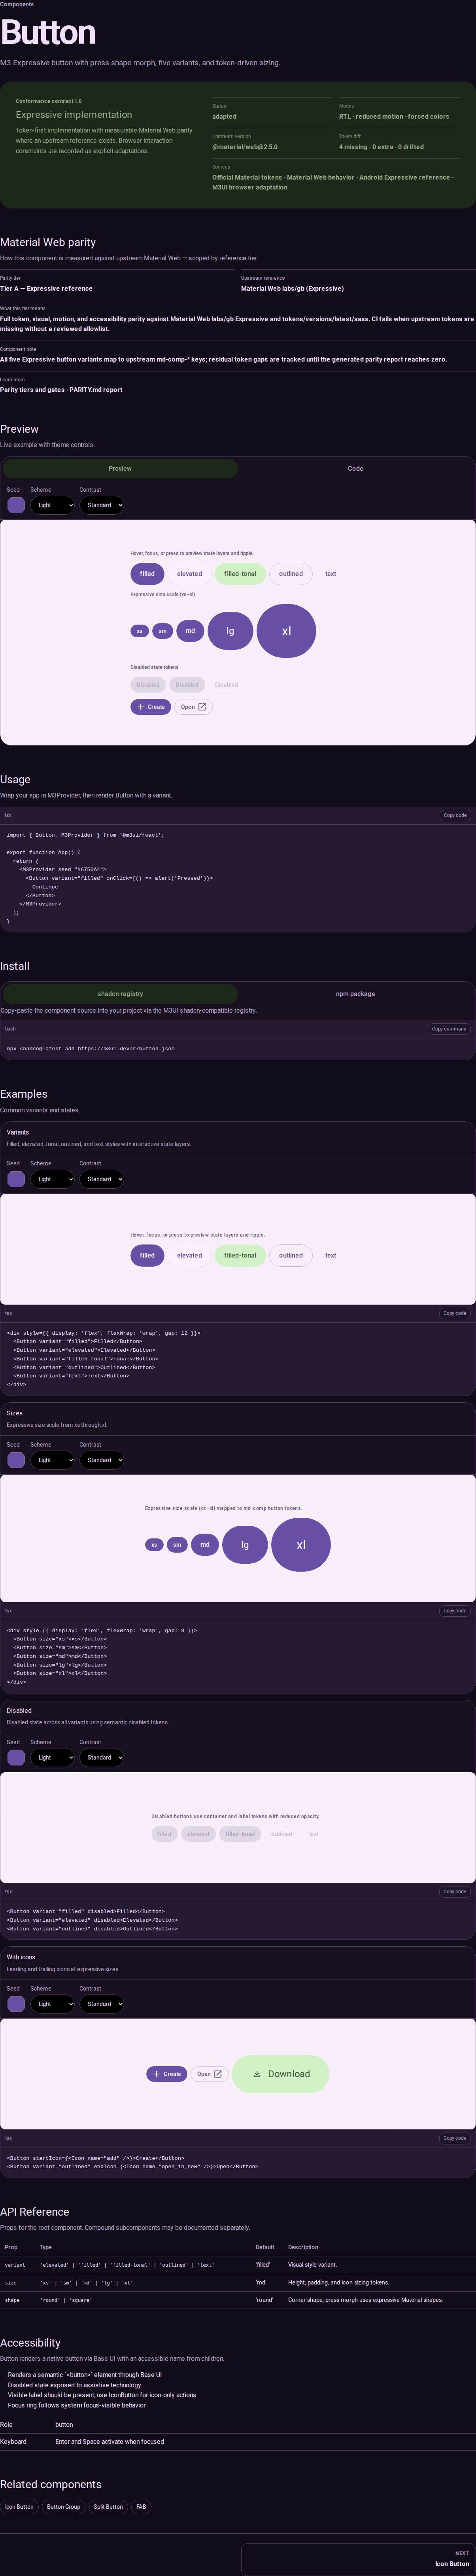 Components
Button
M3 Expressive button with press shape morph, five variants, and token-driven sizing.
Conformance contract 1.0
Expressive implementation
Token-first implementation with measurable Material Web parity
where an upstream reference exists. Browser interaction
constraints are recorded as explicit adaptations.
Status
adapted
Modes
RTL · reduced motion · forced colors
Upstream version
@material/web@2.5.0
Token diff
4 missing · 0 extra · 0 drifted
Sources
Official Material tokens · Material Web behavior · Android Expressive reference ·
M3UI browser adaptation
Material Web parity
How this component is measured against upstream Material Web — scoped by reference tier.
Parity tier
Tier A — Expressive reference
Upstream reference
Material Web labs/gb (Expressive)
What this tier means
Full token, visual, motion, and accessibility parity against Material Web labs/gb Expressive and tokens/versions/latest/sass. CI fails when upstream tokens are
missing without a reviewed allowlist.
Component note
All five Expressive button variants map to upstream md-comp-* keys; residual token gaps are tracked until the generated parity report reaches zero.
Learn more
Parity tiers and gates · PARITY.md report
Preview
Live example with theme controls.
Preview
Code
Seed
Scheme
Contrast
Light
Standard
Hover, focus, or press to preview state layers and ripple.
filled
elevated
filled-tonal
outlined
text
Expressive size scale (xs–xl)
xs
sm
md
lg
xl
Disabled state tokens
Disabled
Disabled
Disabled
Create
Open
Usage
Wrap your app in M3Provider, then render Button with a variant.
tsx
Copy code
import { Button, M3Provider } from '@m3ui/react';
export function App() {
return (
<M3Provider seed="#6750A4">
<Button variant="filled" onClick={() => alert('Pressed')}>
Continue
</Button>
</M3Provider>
);
}
Install
shadcn registry
npm package
Copy-paste the component source into your project via the M3UI shadcn-compatible registry.
bash
Copy command
npx shadcn@latest add https://m3ui.dev/r/button.json
Examples
Common variants and states.
Variants
Filled, elevated, tonal, outlined, and text styles with interactive state layers.
Seed
Scheme
Contrast
Light
Standard
Hover, focus, or press to preview state layers and ripple.
filled
elevated
filled-tonal
outlined
text
tsx
Copy code
<div style={{ display: 'flex', flexWrap: 'wrap', gap: 12 }}>
<Button variant="filled">Filled</Button>
<Button variant="elevated">Elevated</Button>
<Button variant="filled-tonal">Tonal</Button>
<Button variant="outlined">Outlined</Button>
<Button variant="text">Text</Button>
</div>
Sizes
Expressive size scale from xs through xl.
Seed
Scheme
Contrast
Light
Standard
Expressive size scale (xs–xl) mapped to md-comp button tokens.
xs
sm
md
lg
xl
tsx
Copy code
<div style={{ display: 'flex', flexWrap: 'wrap', gap: 8 }}>
<Button size="xs">xs</Button>
<Button size="sm">sm</Button>
<Button size="md">md</Button>
<Button size="lg">lg</Button>
<Button size="xl">xl</Button>
</div>
Disabled
Disabled state across all variants using semantic disabled tokens.
Seed
Scheme
Contrast
Light
Standard
Disabled buttons use container and label tokens with reduced opacity.
filled
elevated
filled-tonal
outlined
text
tsx
Copy code
<Button variant="filled" disabled>Filled</Button>
<Button variant="elevated" disabled>Elevated</Button>
<Button variant="outlined" disabled>Outlined</Button>
With icons
Leading and trailing icons at expressive sizes.
Seed
Scheme
Contrast
Light
Standard
Create
Open
Download
tsx
Copy code
<Button startIcon={<Icon name="add" />}>Create</Button>
<Button variant="outlined" endIcon={<Icon name="open_in_new" />}>Open</Button>
API Reference
Props for the root component. Compound subcomponents may be documented separately.
Prop
Type
Default
Description
variant
'elevated' | 'filled' | 'filled-tonal' | 'outlined' | 'text'
'filled'
Visual style variant.
size
'xs' | 'sm' | 'md' | 'lg' | 'xl'
'md'
Height, padding, and icon sizing tokens.
shape
'round' | 'square'
'round'
Corner shape; press morph uses expressive Material shapes.
Accessibility
Button renders a native button via Base UI with an accessible name from children.
Renders a semantic `<button>` element through Base UI
Disabled state exposed to assistive technology
Visible label should be present; use IconButton for icon-only actions
Focus ring follows system focus-visible behavior
Role
button
Keyboard
Enter and Space activate when focused
Related components
Icon Button
Button Group
Split Button
FAB
NEXT
Icon Button